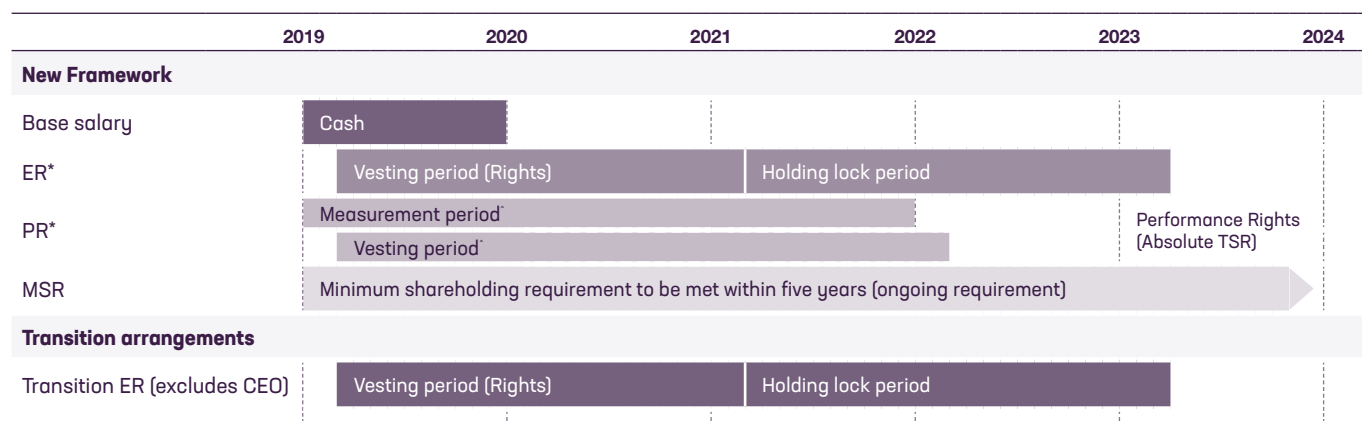 2019 2020 2021 2022 2023 2024
New Framework
Base salary Cash
ER* Vesting period (Rights) Holding lock period
PR* Measurement period^
Vesting period^
Performance Rights
(Absolute TSR)
MSR Minimum shareholding requirement to be met within five years (ongoing requirement)
Transition arrangements
Transition ER (excludes CEO) Vesting period (Rights) Holding lock period